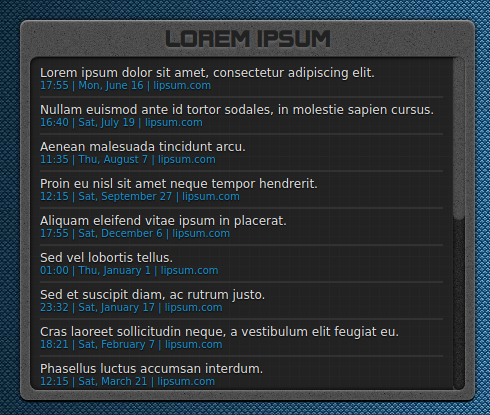 LOREM IPSUM
Lorem ipsum dolor sit amet, consectetur adipiscing elit.
17:55 | Mon, June 16 | lipsum.com
Nullam euismod ante id tortor sodales, in molestie sapien cursus.
16:40 | Sat, July 19 | lipsum.com
Aenean malesuada tincidunt arcu.
11:35 | Thu, August 7 | lipsum.com
Proin eu nisl sit amet neque tempor hendrerit.
12:15 | Sat, September 27 | lipsum.com
Aliquam eleifend vitae ipsum in placerat.
17:55 | Sat, December 6 | lipsum.com
Sed vel lobortis tellus.
01:00 | Thu, January 1 | lipsum.com
Sed et suscipit diam, ac rutrum justo.
23:32 | Sat, January 17 | lipsum.com
Cras laoreet sollicitudin neque, a vestibulum elit feugiat eu.
18:21 | Sat, February 7 | lipsum.com
Phasellus luctus accumsan interdum.
12:15 | Sat, March 21 | lipsum.com